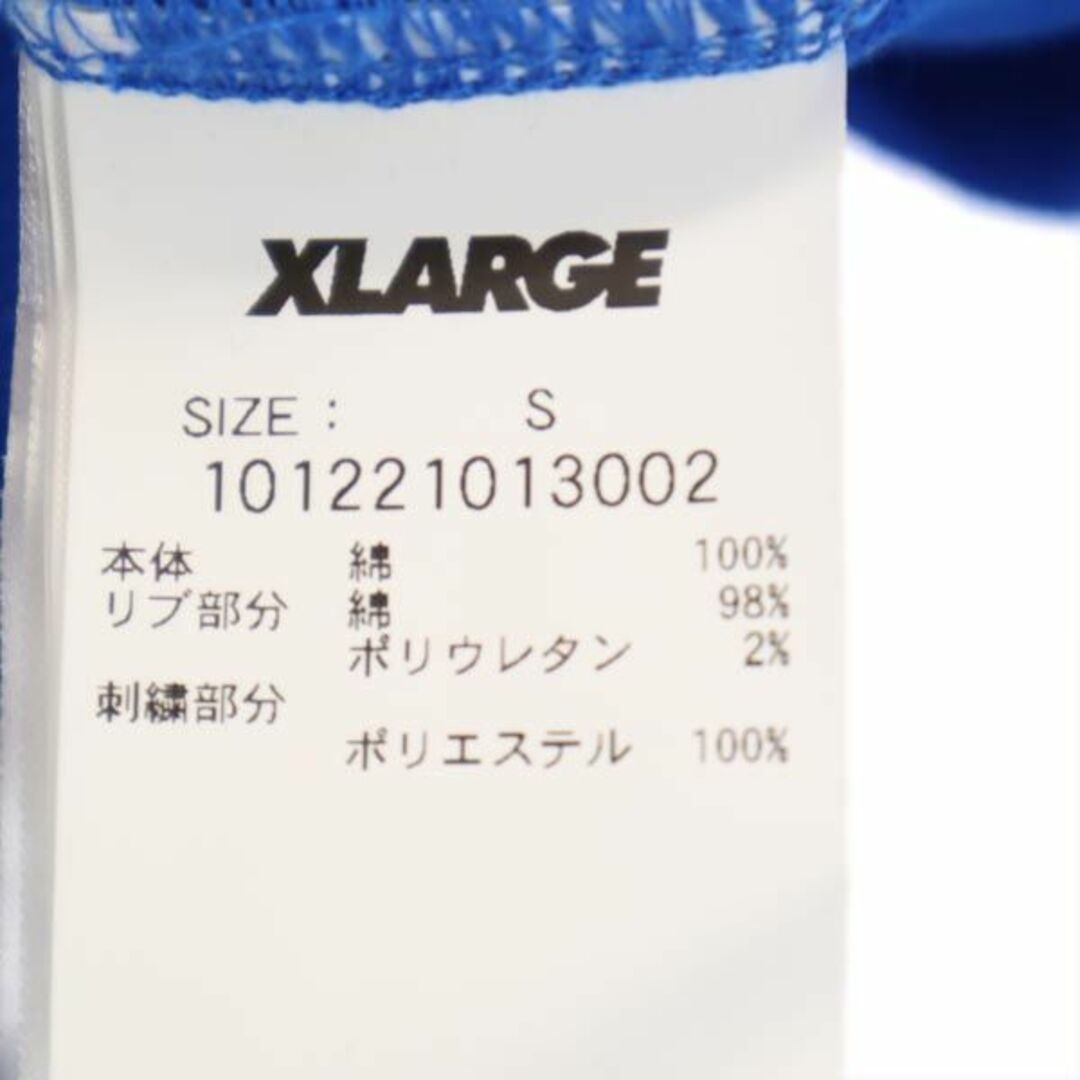 XLARGE
SIZE : S
101221013002
本体 綿 100%
リブ部分 綿 98%
ポリウレタン 2%
刺繍部分
ポリエステル 100%